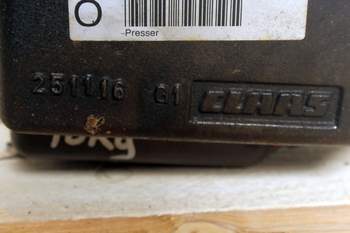 O
-Presser
251116 G1 CLAAS
10Kg